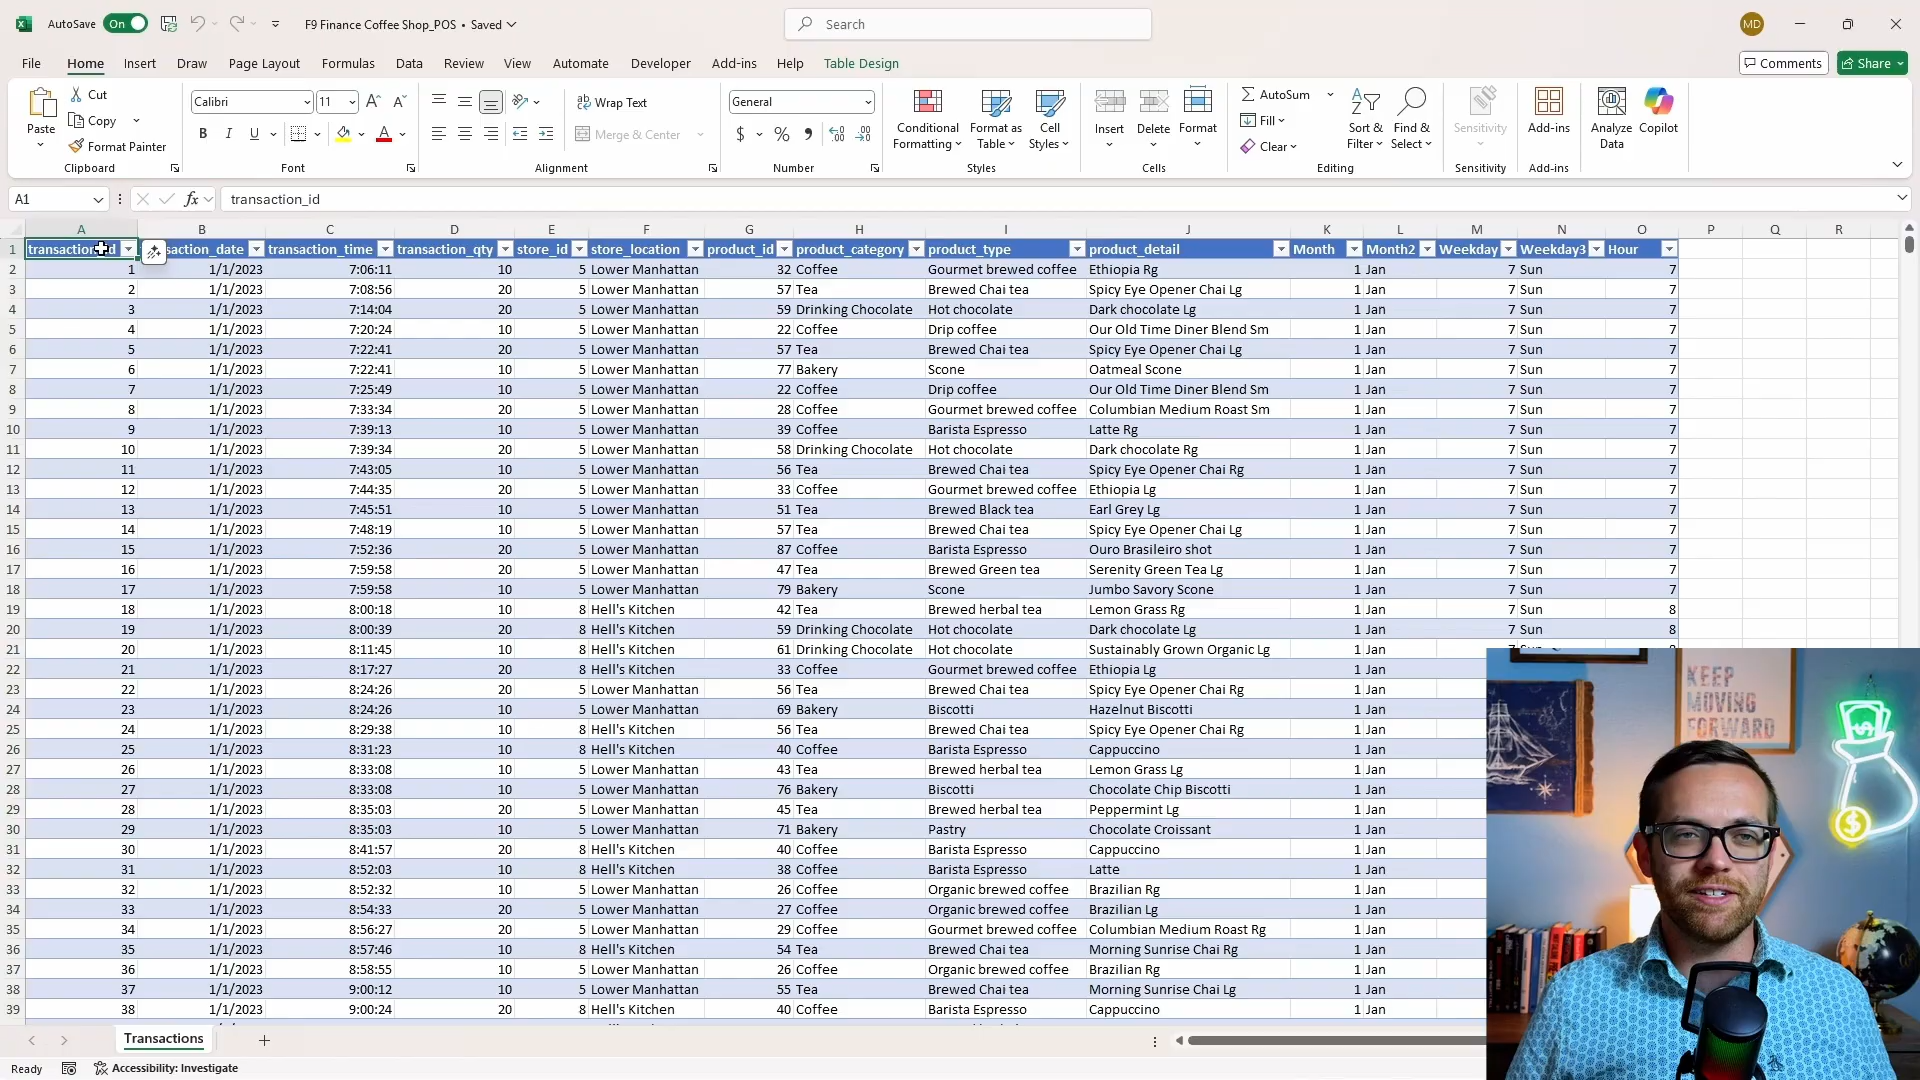 AutoSave On F9 Finance Coffee Shop_POS • Saved Search MD
File Home Insert Draw Page Layout Formulas Data Review View Automate Developer Add-ins Help Table Design Comments Share
Paste Cut Copy Format Painter Clipboard
Calibri 11 A A B I U A Font
Wrap Text Merge & Center Alignment
General $ % Number
Conditional Formatting Format as Table Cell Styles Styles
Insert Delete Format Cells
AutoSum Fill Clear Sort & Filter Find & Select Editing
Sensitivity Sensitivity
Add-ins Add-ins
Analyze Data Copilot
A1 fx transaction_id
A B C D E F G H I J K L M N O P Q R
1 transaction_id transaction_time transaction_qty store_id store_location product_id product_category product_type product_detail Month Month2 Weekday Weekday3 Hour
2 1 1/1/2023 7:06:11 10 5 Lower Manhattan 32 Coffee Gourmet brewed coffee Ethiopia Rg 1 Jan 7 Sun 7
3 2 1/1/2023 7:08:56 20 5 Lower Manhattan 57 Tea Brewed Chai tea Spicy Eye Opener Chai Lg 1 Jan 7 Sun 7
4 3 1/1/2023 7:14:04 20 5 Lower Manhattan 59 Drinking Chocolate Hot chocolate Dark chocolate Lg 1 Jan 7 Sun 7
5 4 1/1/2023 7:20:24 10 5 Lower Manhattan 22 Coffee Drip coffee Our Old Time Diner Blend Sm 1 Jan 7 Sun 7
6 5 1/1/2023 7:22:41 20 5 Lower Manhattan 57 Tea Brewed Chai tea Spicy Eye Opener Chai Lg 1 Jan 7 Sun 7
7 6 1/1/2023 7:22:41 10 5 Lower Manhattan 77 Bakery Scone Oatmeal Scone 1 Jan 7 Sun 7
8 7 1/1/2023 7:25:49 10 5 Lower Manhattan 22 Coffee Drip coffee Our Old Time Diner Blend Sm 1 Jan 7 Sun 7
9 8 1/1/2023 7:33:34 20 5 Lower Manhattan 28 Coffee Gourmet brewed coffee Columbian Medium Roast Sm 1 Jan 7 Sun 7
10 9 1/1/2023 7:39:13 10 5 Lower Manhattan 39 Coffee Barista Espresso Latte Rg 1 Jan 7 Sun 7
11 10 1/1/2023 7:39:34 20 5 Lower Manhattan 58 Drinking Chocolate Hot chocolate Dark chocolate Rg 1 Jan 7 Sun 7
12 11 1/1/2023 7:43:05 10 5 Lower Manhattan 56 Tea Brewed Chai tea Spicy Eye Opener Chai Rg 1 Jan 7 Sun 7
13 12 1/1/2023 7:44:35 20 5 Lower Manhattan 33 Coffee Gourmet brewed coffee Ethiopia Lg 1 Jan 7 Sun 7
14 13 1/1/2023 7:45:51 10 5 Lower Manhattan 51 Tea Brewed Black tea Earl Grey Lg 1 Jan 7 Sun 7
15 14 1/1/2023 7:48:19 10 5 Lower Manhattan 57 Tea Brewed Chai tea Spicy Eye Opener Chai Lg 1 Jan 7 Sun 7
16 15 1/1/2023 7:52:36 20 5 Lower Manhattan 87 Coffee Barista Espresso Ouro Brasileiro shot 1 Jan 7 Sun 7
17 16 1/1/2023 7:59:58 20 5 Lower Manhattan 47 Tea Brewed Green tea Serenity Green Tea Lg 1 Jan 7 Sun 7
18 17 1/1/2023 7:59:58 10 5 Lower Manhattan 79 Bakery Scone Jumbo Savory Scone 1 Jan 7 Sun 7
19 18 1/1/2023 8:00:18 10 8 Hell's Kitchen 42 Tea Brewed herbal tea Lemon Grass Rg 1 Jan 7 Sun 8
20 19 1/1/2023 8:00:39 20 8 Hell's Kitchen 59 Drinking Chocolate Hot chocolate Dark chocolate Lg 1 Jan 7 Sun 8
21 20 1/1/2023 8:11:45 10 8 Hell's Kitchen 61 Drinking Chocolate Hot chocolate Sustainably Grown Organic Lg 1 Jan
22 21 1/1/2023 8:17:27 20 8 Hell's Kitchen 33 Coffee Gourmet brewed coffee Ethiopia Lg 1 Jan
23 22 1/1/2023 8:24:26 20 5 Lower Manhattan 56 Tea Brewed Chai tea Spicy Eye Opener Chai Rg 1 Jan
24 23 1/1/2023 8:24:26 10 5 Lower Manhattan 69 Bakery Biscotti Hazelnut Biscotti 1 Jan
25 24 1/1/2023 8:29:38 10 8 Hell's Kitchen 56 Tea Brewed Chai tea Spicy Eye Opener Chai Rg 1 Jan
26 25 1/1/2023 8:31:23 10 8 Hell's Kitchen 40 Coffee Barista Espresso Cappuccino 1 Jan
27 26 1/1/2023 8:33:08 10 5 Lower Manhattan 43 Tea Brewed herbal tea Lemon Grass Lg 1 Jan
28 27 1/1/2023 8:33:08 10 5 Lower Manhattan 76 Bakery Biscotti Chocolate Chip Biscotti 1 Jan
29 28 1/1/2023 8:35:03 20 5 Lower Manhattan 45 Tea Brewed herbal tea Peppermint Lg 1 Jan
30 29 1/1/2023 8:35:03 10 5 Lower Manhattan 71 Bakery Pastry Chocolate Croissant 1 Jan
31 30 1/1/2023 8:41:57 20 8 Hell's Kitchen 40 Coffee Barista Espresso Cappuccino 1 Jan
32 31 1/1/2023 8:52:03 10 8 Hell's Kitchen 38 Coffee Barista Espresso Latte 1 Jan
33 32 1/1/2023 8:52:32 10 5 Lower Manhattan 26 Coffee Organic brewed coffee Brazilian Rg 1 Jan
34 33 1/1/2023 8:54:33 20 5 Lower Manhattan 27 Coffee Organic brewed coffee Brazilian Lg 1 Jan
35 34 1/1/2023 8:56:27 20 5 Lower Manhattan 29 Coffee Gourmet brewed coffee Columbian Medium Roast Rg 1 Jan
36 35 1/1/2023 8:57:46 10 8 Hell's Kitchen 54 Tea Brewed Chai tea Morning Sunrise Chai Rg 1 Jan
37 36 1/1/2023 8:58:55 10 5 Lower Manhattan 26 Coffee Organic brewed coffee Brazilian Rg 1 Jan
38 37 1/1/2023 9:00:12 10 5 Lower Manhattan 55 Tea Brewed Chai tea Morning Sunrise Chai Lg 1 Jan
39 38 1/1/2023 9:00:24 20 8 Hell's Kitchen 40 Coffee Barista Espresso Cappuccino 1 Jan
KEEP
MOVING
FORWARD
$
$
Transactions
Ready Accessibility: Investigate